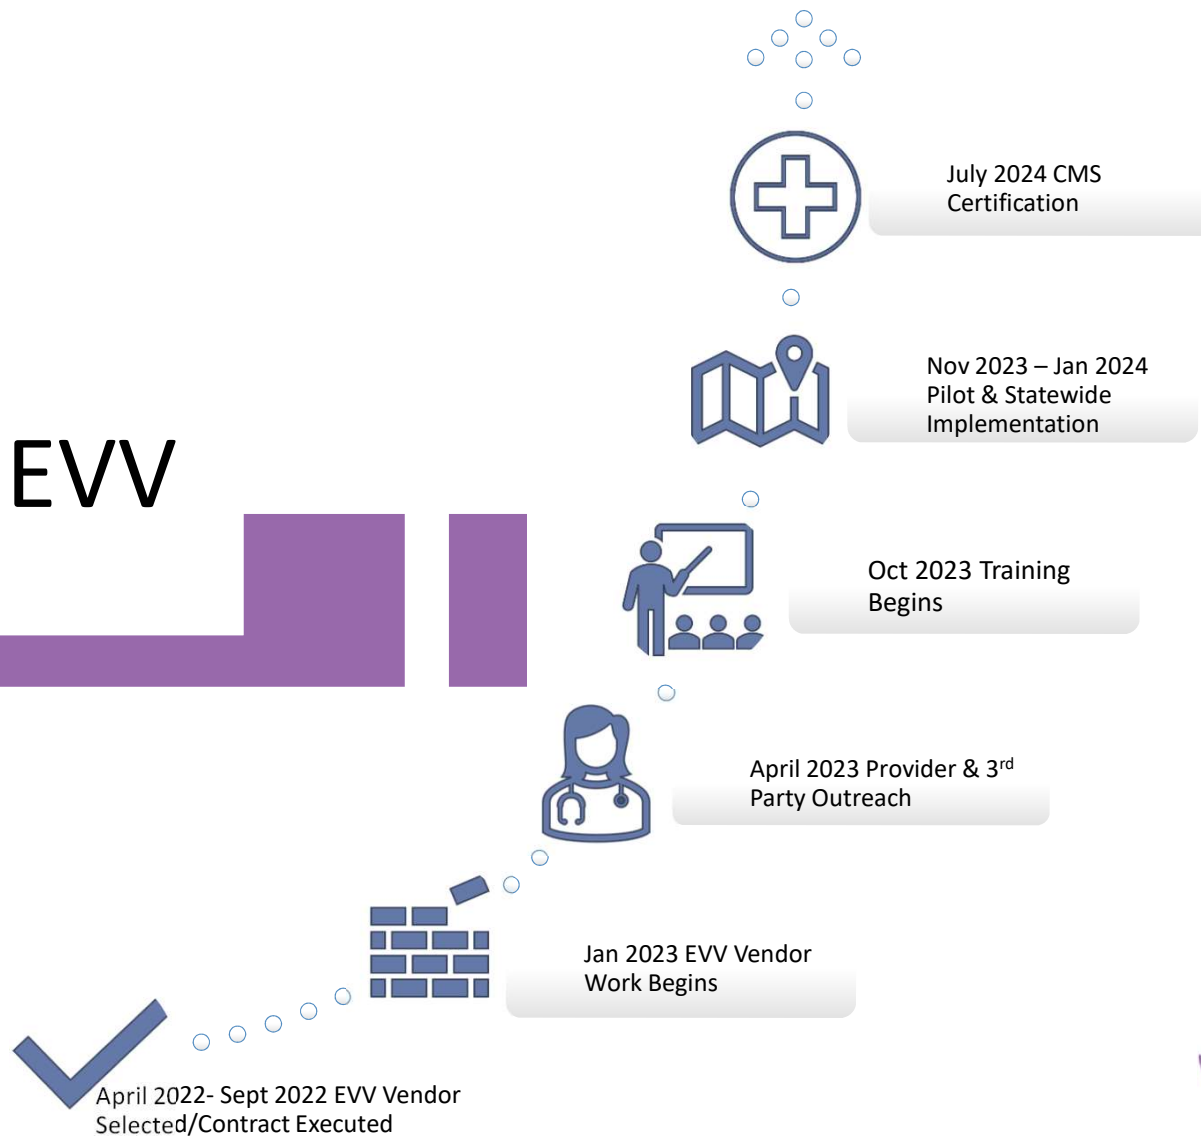 July 2024 CMS
Certification
Nov 2023 – Jan 2024
Pilot & Statewide
Implementation
EVV
Oct 2023 Training
Begins
April 2023 Provider & 3rd
Party Outreach
Jan 2023 EVV Vendor
Work Begins
April 2022- Sept 2022 EVV Vendor
Selected/Contract Executed